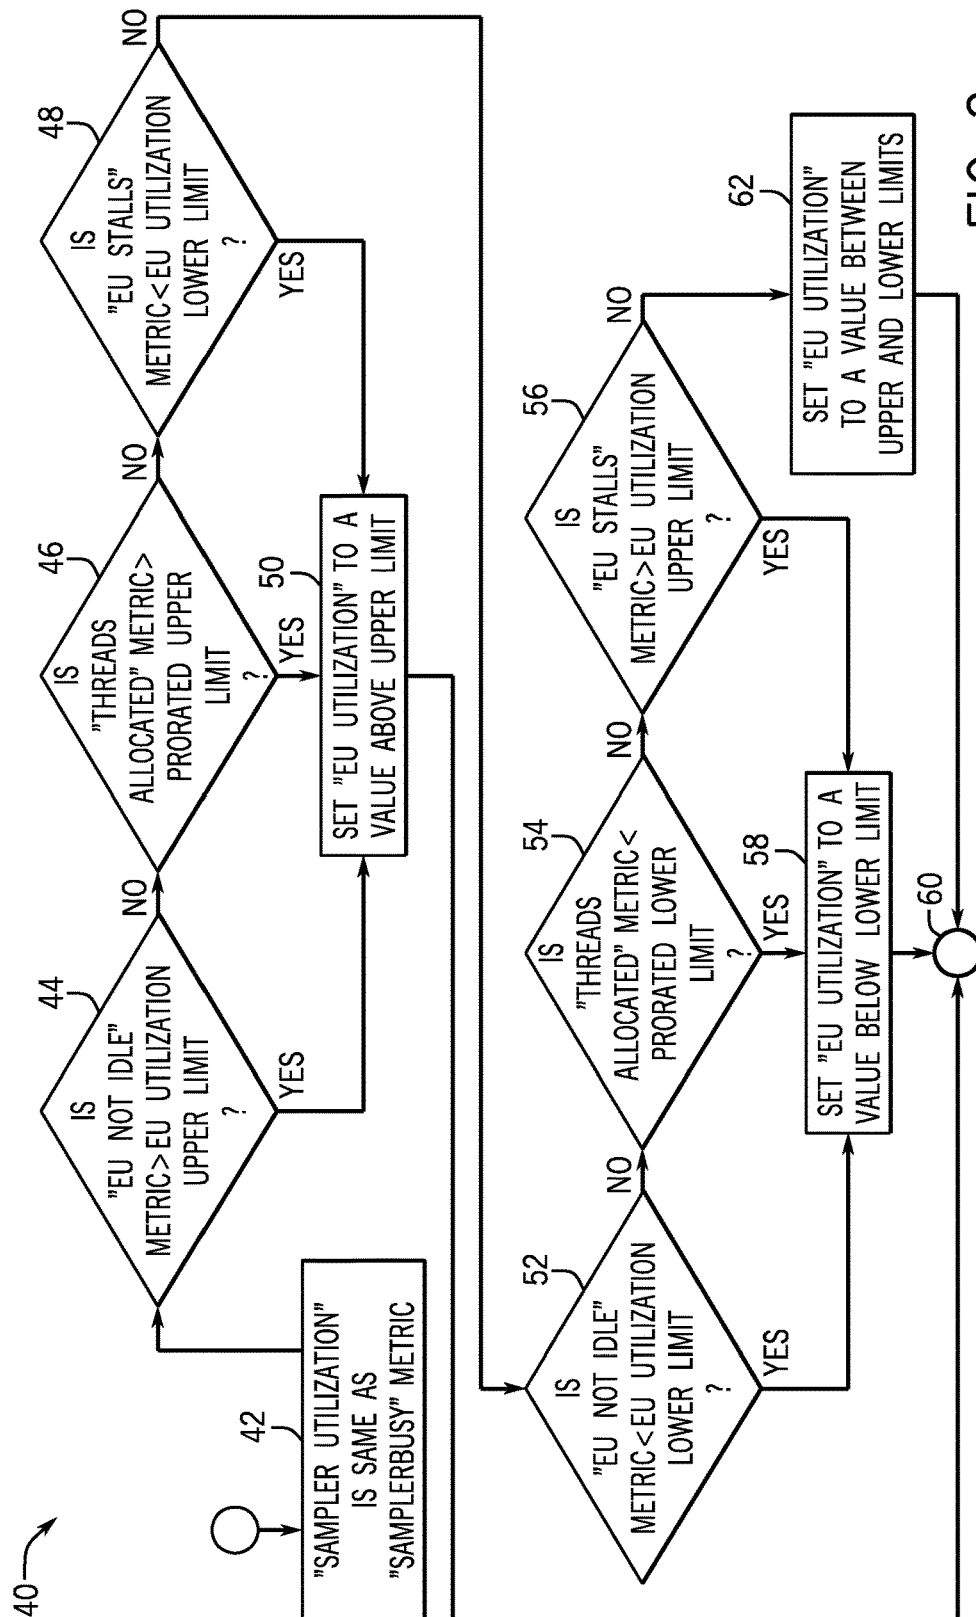 40
42
"SAMPLER UTILIZATION"
IS SAME AS
"SAMPLERBUSY" METRIC
44
IS
"EU NOT IDLE"
METRIC>EU UTILIZATION
UPPER LIMIT
?
NO
YES
46
IS
"THREADS
ALLOCATED" METRIC>
PRORATED UPPER
LIMIT
?
NO
YES
48
IS
"EU STALLS"
METRIC<EU UTILIZATION
LOWER LIMIT
?
NO
YES
50
SET "EU UTILIZATION" TO A
VALUE ABOVE UPPER LIMIT
52
IS
"EU NOT IDLE"
METRIC<EU UTILIZATION
LOWER LIMIT
?
NO
YES
54
IS
"THREADS
ALLOCATED" METRIC<
PRORATED LOWER
LIMIT
?
NO
YES
56
IS
"EU STALLS"
METRIC>EU UTILIZATION
UPPER LIMIT
?
NO
YES
58
SET "EU UTILIZATION" TO A
VALUE BELOW LOWER LIMIT
60
62
SET "EU UTILIZATION"
TO A VALUE BETWEEN
UPPER AND LOWER LIMITS